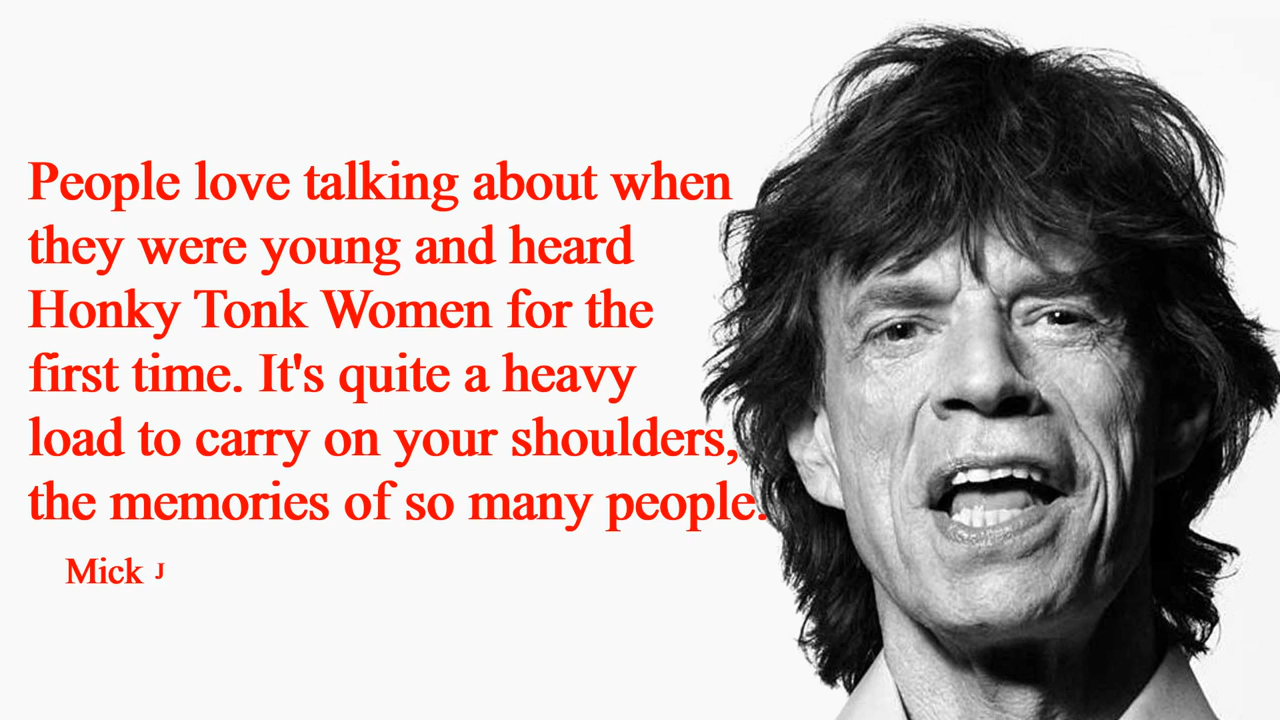 People love talking about when
they were young and heard
Honky Tonk Women for the
first time. It's quite a heavy
load to carry on your shoulders,
the memories of so many people.
Mick J